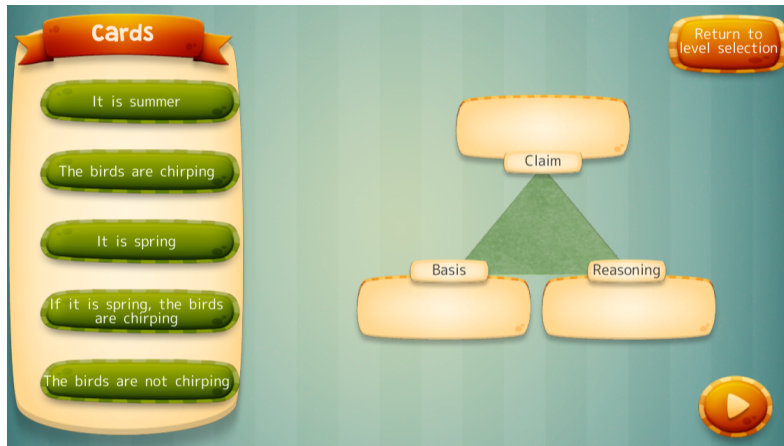 Cards
It is summer
The birds are chirping
It is spring
If it is spring, the birds
are chirping
The birds are not chirping
Return to
level selection
Claim
Basis
Reasoning